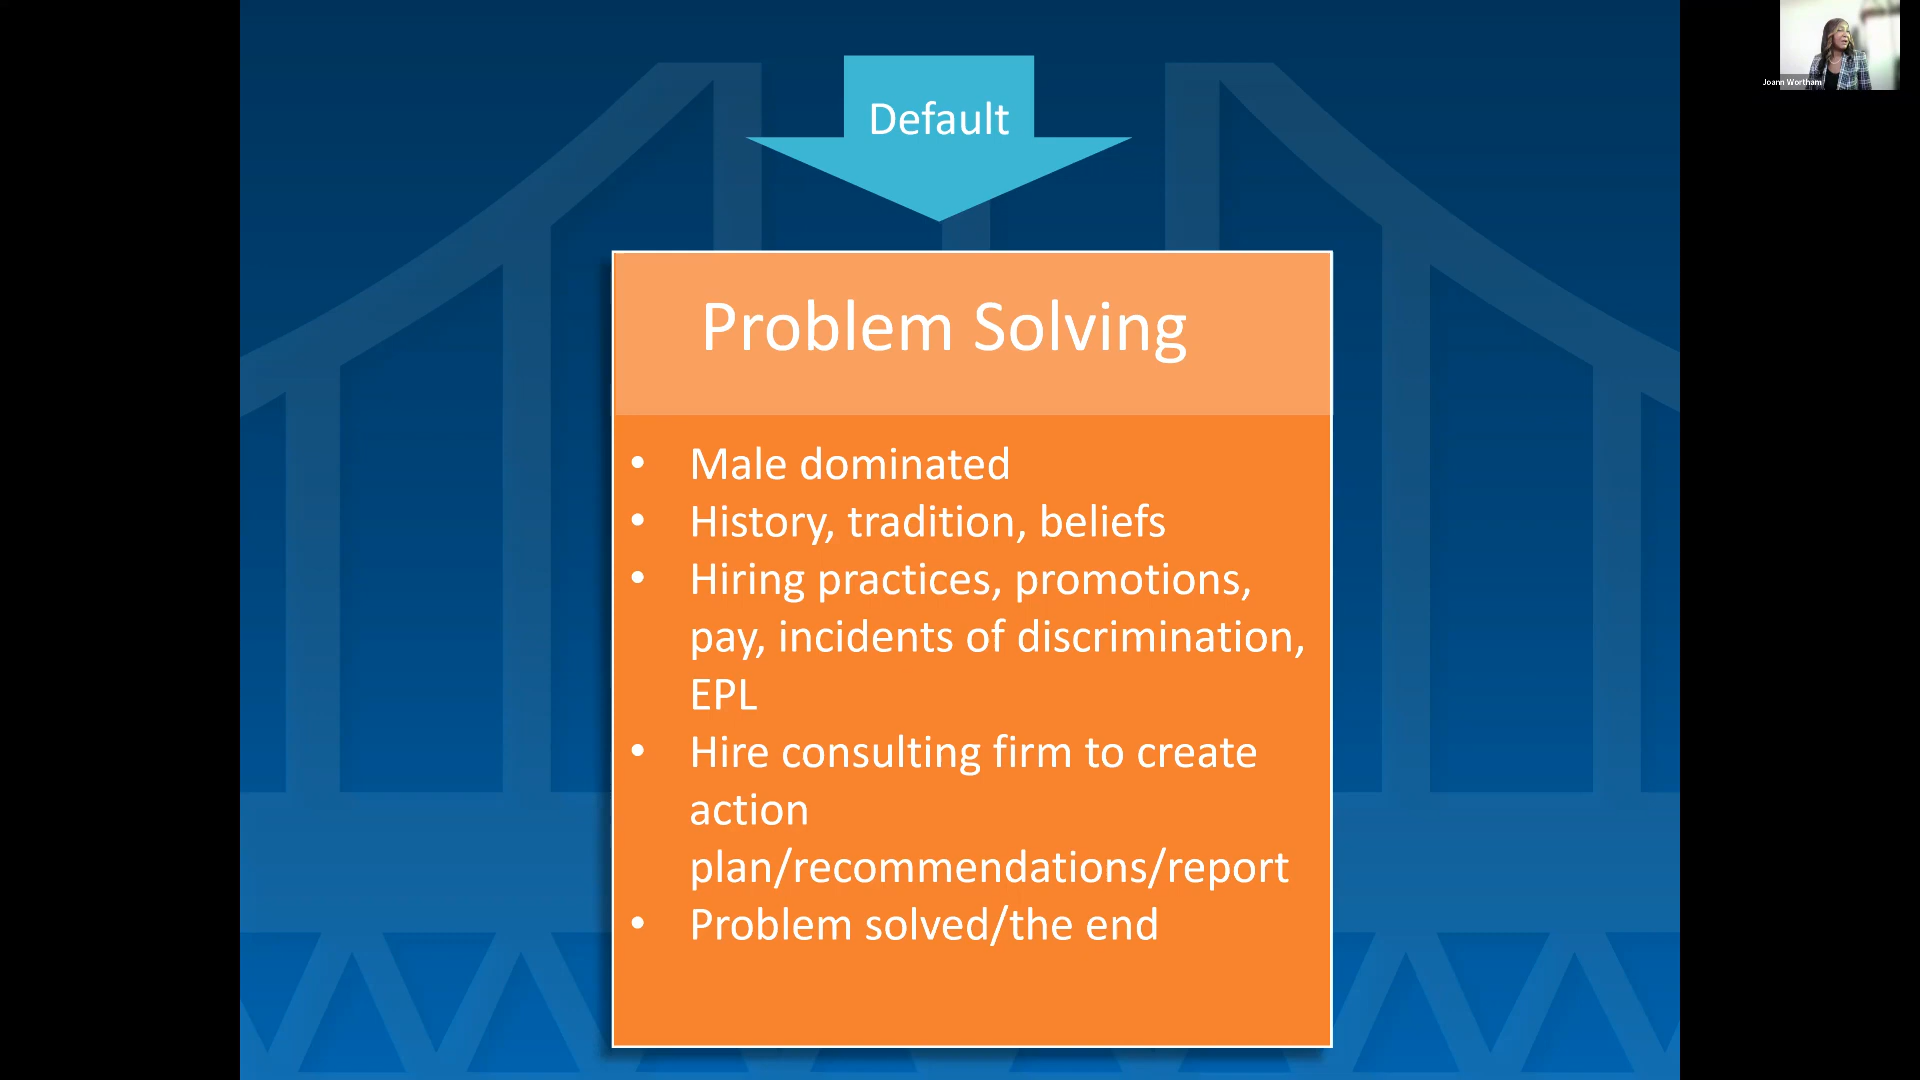 Default
Joann Wortham
Problem Solving
• Male dominated
• History, tradition, beliefs
• Hiring practices, promotions,
pay, incidents of discrimination,
EPL
• Hire consulting firm to create
action
plan/recommendations/report
• Problem solved/the end